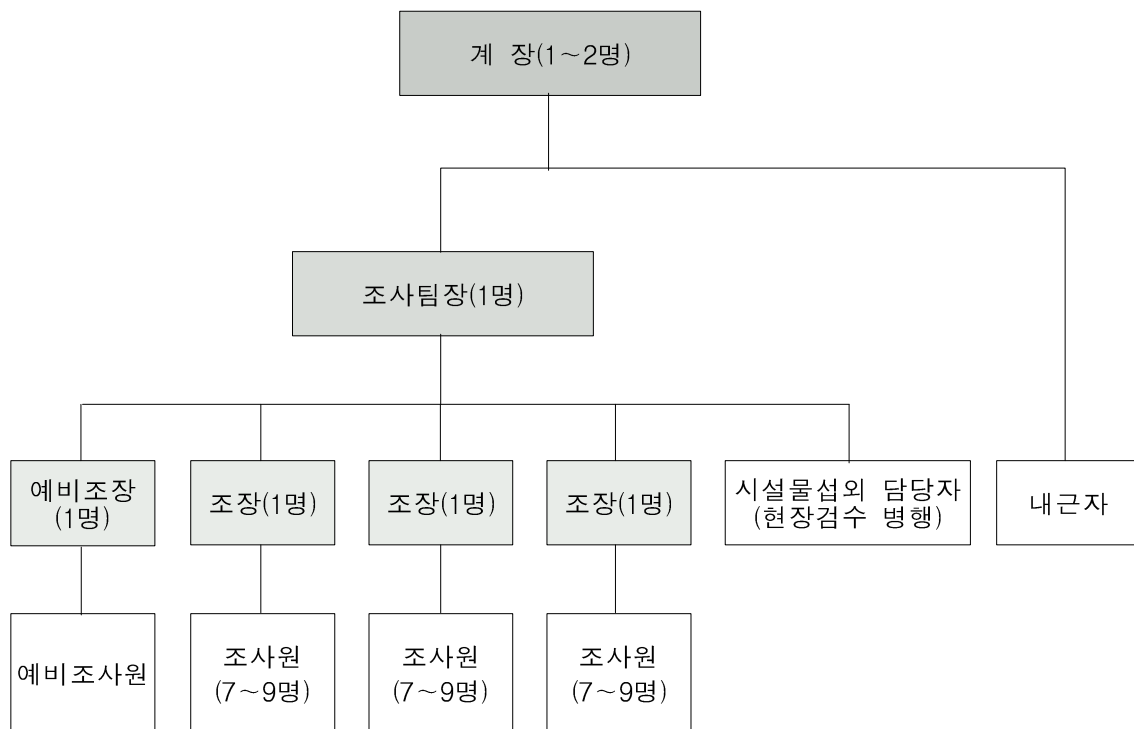 계 장(1~2명)
조사팀장(1명)
예비조장
(1명)
조장(1명)
조장(1명)
조장(1명)
시설물섭외 담당자
(현장검수 병행)
내근자
예비조사원
조사원
(7~9명)
조사원
(7~9명)
조사원
(7~9명)